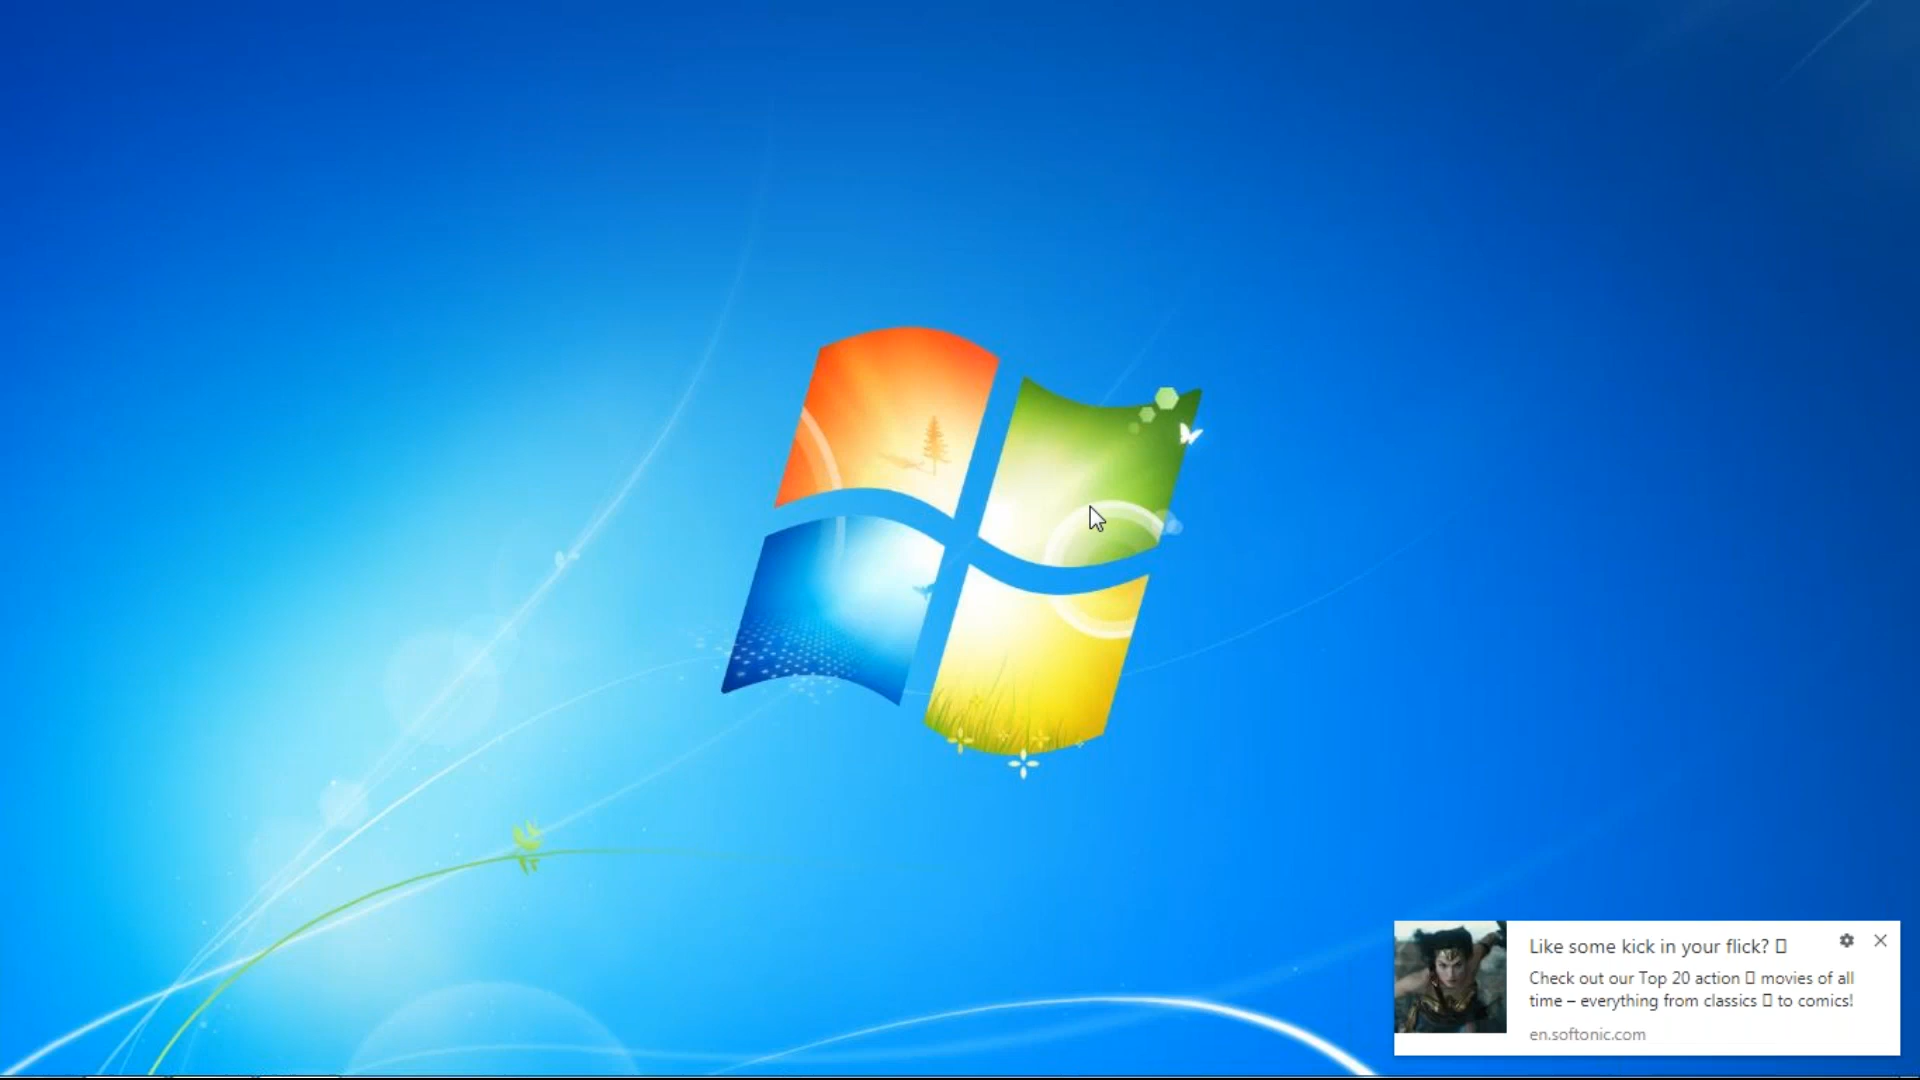 Like some kick in your flick? 
Check out our Top 20 action movies of all
time – everything from classics to comics!
en.softonic.com